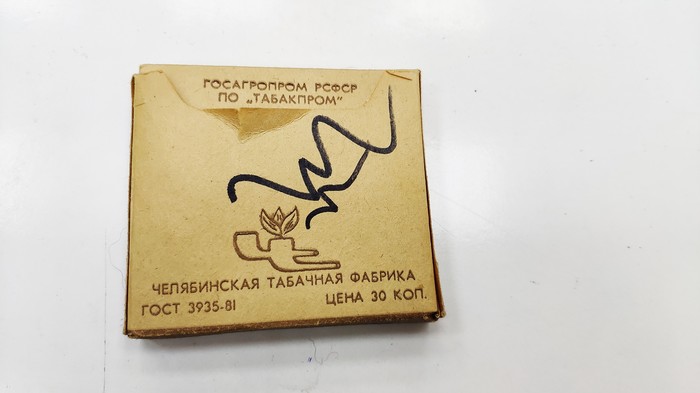 ГОСАГРОПРОМ РСФСР
ПО „ТАБАКПРОМ"
ЧЕЛЯБИНСКАЯ ТАБАЧНАЯ ФАБРИКА
ГОСТ 3935-81 ЦЕНА 30 КОП.